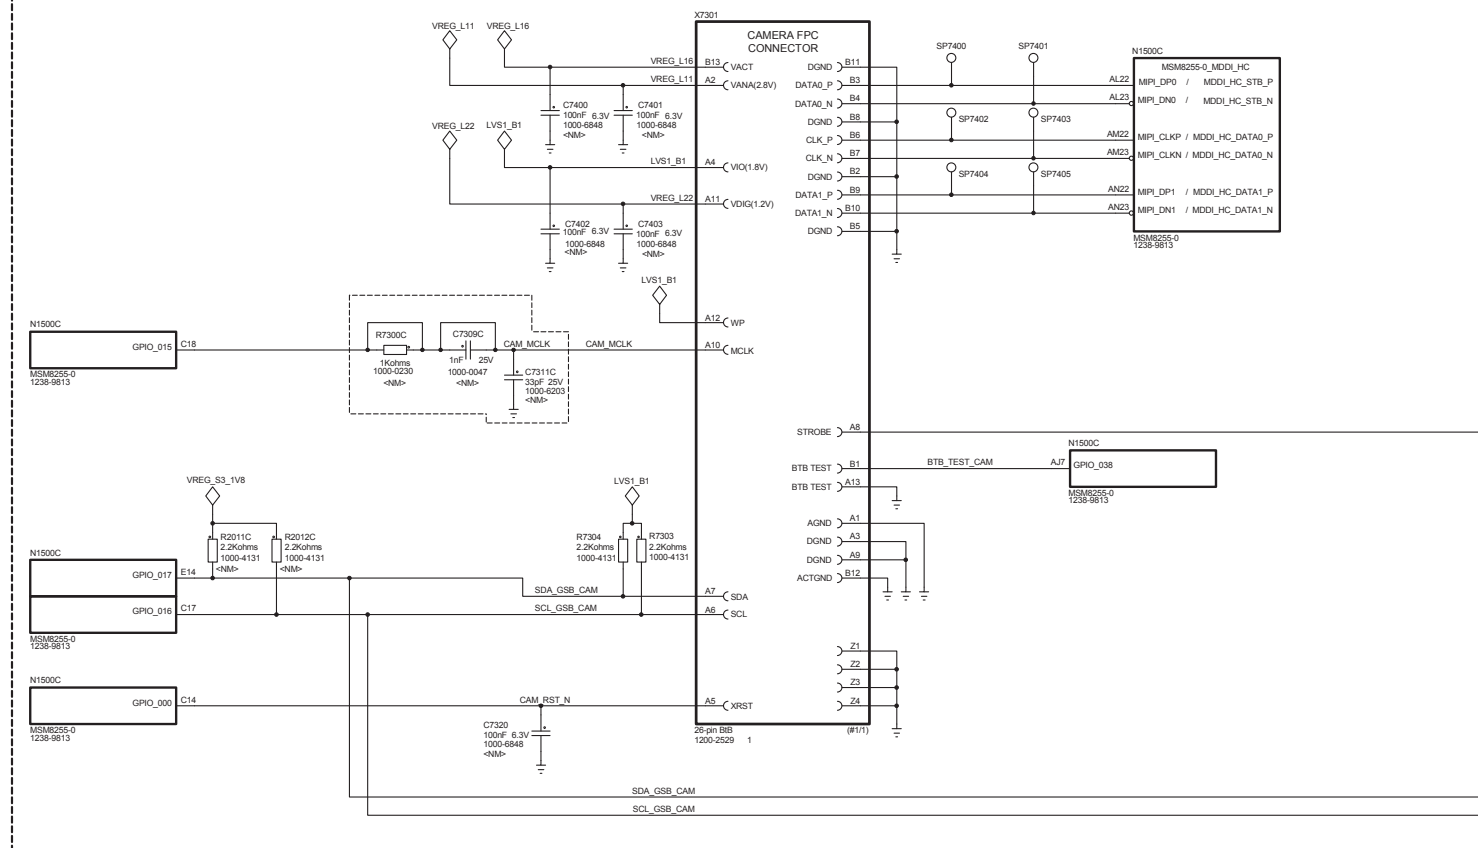 X7301
CAMERA FPC
CONNECTOR
VREG_L11
VREG_L16
VREG_L16
B13
VACT
VREG_L11
A2
VANA(2.8V)
C7400
100nF 6.3V
1000-6848
<NM>
C7401
100nF 6.3V
1000-6848
<NM>
VREG_L22
LVS1_B1
LVS1_B1
A4
VIO(1.8V)
VREG_L22
A11
VDIG(1.2V)
C7402
100nF 6.3V
1000-6848
<NM>
C7403
100nF 6.3V
1000-6848
<NM>
LVS1_B1
A12
WP
A10
MCLK
DGND
B11
DATA0_P
B3
DATA0_N
B4
DGND
B8
CLK_P
B6
CLK_N
B7
DGND
B2
DATA1_P
B9
DATA1_N
B10
DGND
B5
SP7400
SP7401
SP7402
SP7403
SP7404
SP7405
N1500C
MSM8255-0_MDDI_HC
AL22
MIPI_DP0 / MDDI_HC_STB_P
AL23
MIPI_DN0 / MDDI_HC_STB_N
AM22
MIPI_CLKP / MDDI_HC_DATA0_P
AM23
MIPI_CLKN / MDDI_HC_DATA0_N
AN22
MIPI_DP1 / MDDI_HC_DATA1_P
AN23
MIPI_DN1 / MDDI_HC_DATA1_N
MSM8255-0
1238-9813
N1500C
GPIO_015
C18
MSM8255-0
1238-9813
R7300C
1Kohms
1000-0230
<NM>
C7309C
1nF 25V
1000-0047
<NM>
CAM_MCLK
CAM_MCLK
C7311C
33pF 25V
1000-6203
<NM>
STROBE
A8
BTB TEST
B1
BTB_TEST_CAM
AJ7
N1500C
GPIO_038
MSM8255-0
1238-9813
BTB TEST
A13
AGND
A1
DGND
A3
DGND
A9
ACTGND
B12
VREG_S3_1V8
R2011C
2.2Kohms
1000-4131
<NM>
R2012C
2.2Kohms
1000-4131
<NM>
LVS1_B1
R7304
2.2Kohms
1000-4131
R7303
2.2Kohms
1000-4131
N1500C
GPIO_017
E14
GPIO_016
C17
MSM8255-0
1238-9813
SDA_GSB_CAM
A7
SDA
SCL_GSB_CAM
A6
SCL
N1500C
GPIO_000
C14
MSM8255-0
1238-9813
CAM_RST_N
A5
XRST
C7320
100nF 6.3V
1000-6848
<NM>
Z1
Z2
Z3
Z4
26-pin BtB
1200-2529 1
(#1/1)
SDA_GSB_CAM
SCL_GSB_CAM